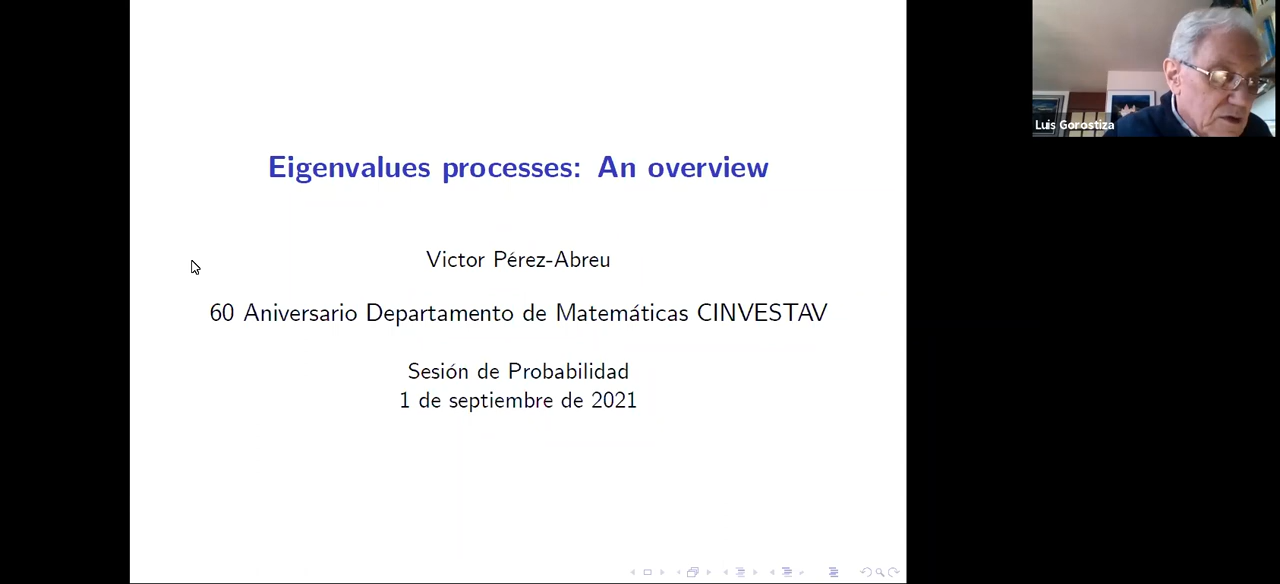 Eigenvalues processes: An overview
Victor Pérez-Abreu
60 Aniversario Departamento de Matemáticas CINVESTAV
Sesión de Probabilidad
1 de septiembre de 2021
Luis Gorostiza